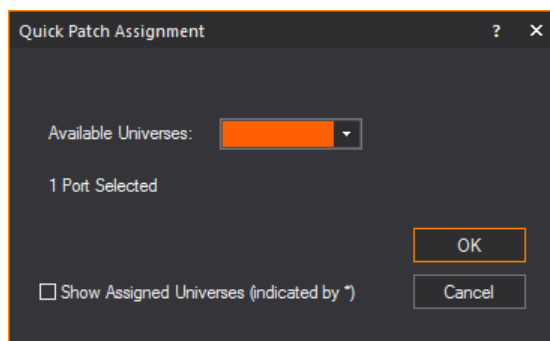 Quick Patch Assignment ? ×
Available Universes:
1 Port Selected
OK
Show Assigned Universes (indicated by *)
Cancel